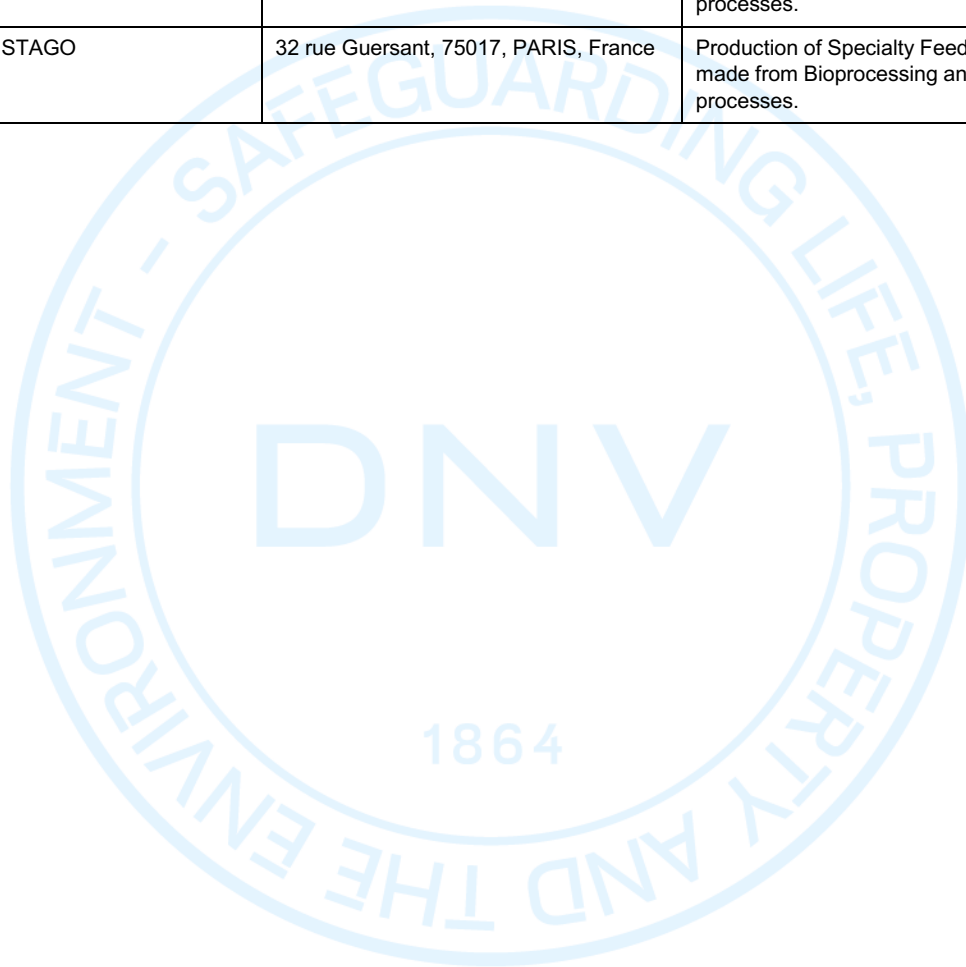 processes.
STAGO 32 rue Guersant, 75017, PARIS, France Production of Specialty Feed
made from Bioprocessing an
processes.
SAFEGUARDING LIFE, PROPERTY AND THE ENVIRONMENT -
DNV
1864